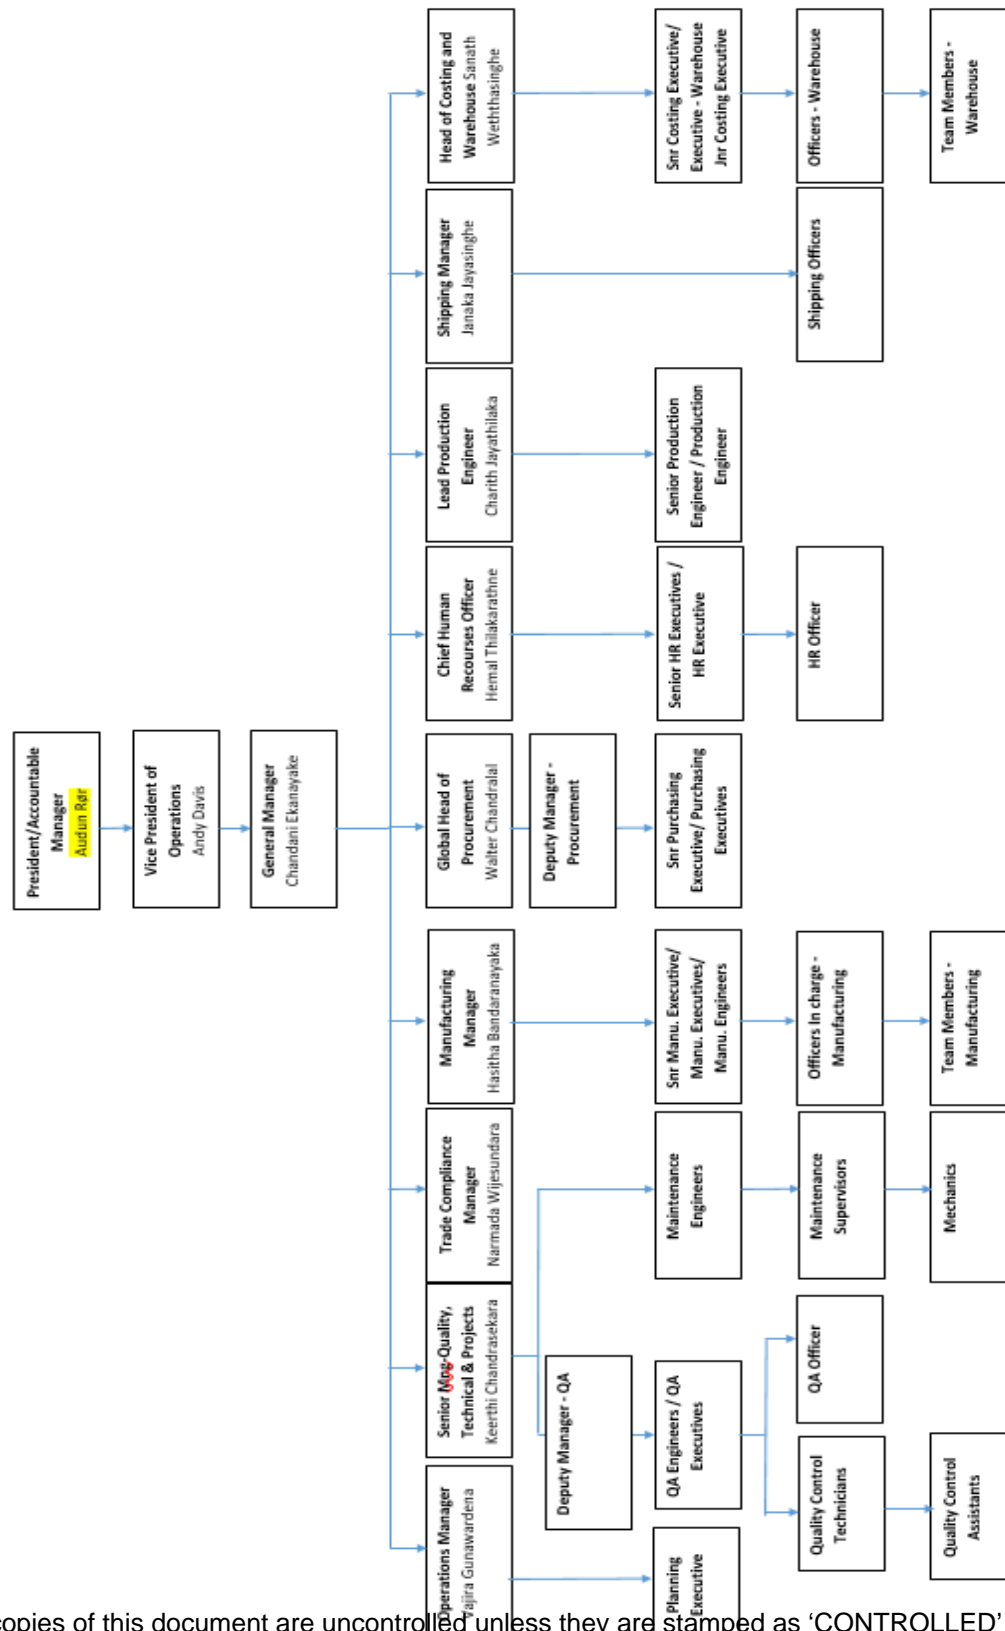 President/Accountable
Manager
Audun Rør
Vice President of
Operations
Andy Davis
General Manager
Chandani Ekanayake
Operations Manager
Vajira Gunawardena
Senior Mng-Quality,
Technical & Projects
Keerthi Chandrasekara
Trade Compliance
Manager
Narmada Wijesundara
Manufacturing
Manager
Hasitha Bandaranayaka
Global Head of
Procurement
Walter Chandralal
Chief Human
Recourses Officer
Hemal Thilakarathne
Lead Production
Engineer
Charith Jayathilaka
Shipping Manager
Janaka Jayasinghe
Head of Costing and
Warehouse Sanath
Weththasinghe
Deputy Manager - QA
Deputy Manager -
Procurement
Planning
Executive
QA Engineers / QA
Executives
Maintenance
Engineers
Snr Manu. Executive/
Manu. Executives/
Manu. Engineers
Snr Purchasing
Executive/ Purchasing
Executives
Senior HR Executives /
HR Executive
Senior Production
Engineer / Production
Engineer
Snr Costing Executive/
Executive - Warehouse
Jnr Costing Executive
Quality Control
Technicians
QA Officer
Maintenance
Supervisors
Officers In charge -
Manufacturing
HR Officer
Shipping Officers
Officers - Warehouse
Quality Control
Assistants
Mechanics
Team Members -
Manufacturing
Team Members -
Warehouse
copies of this document are uncontrolled unless they are stamped as ‘CONTROLLED’